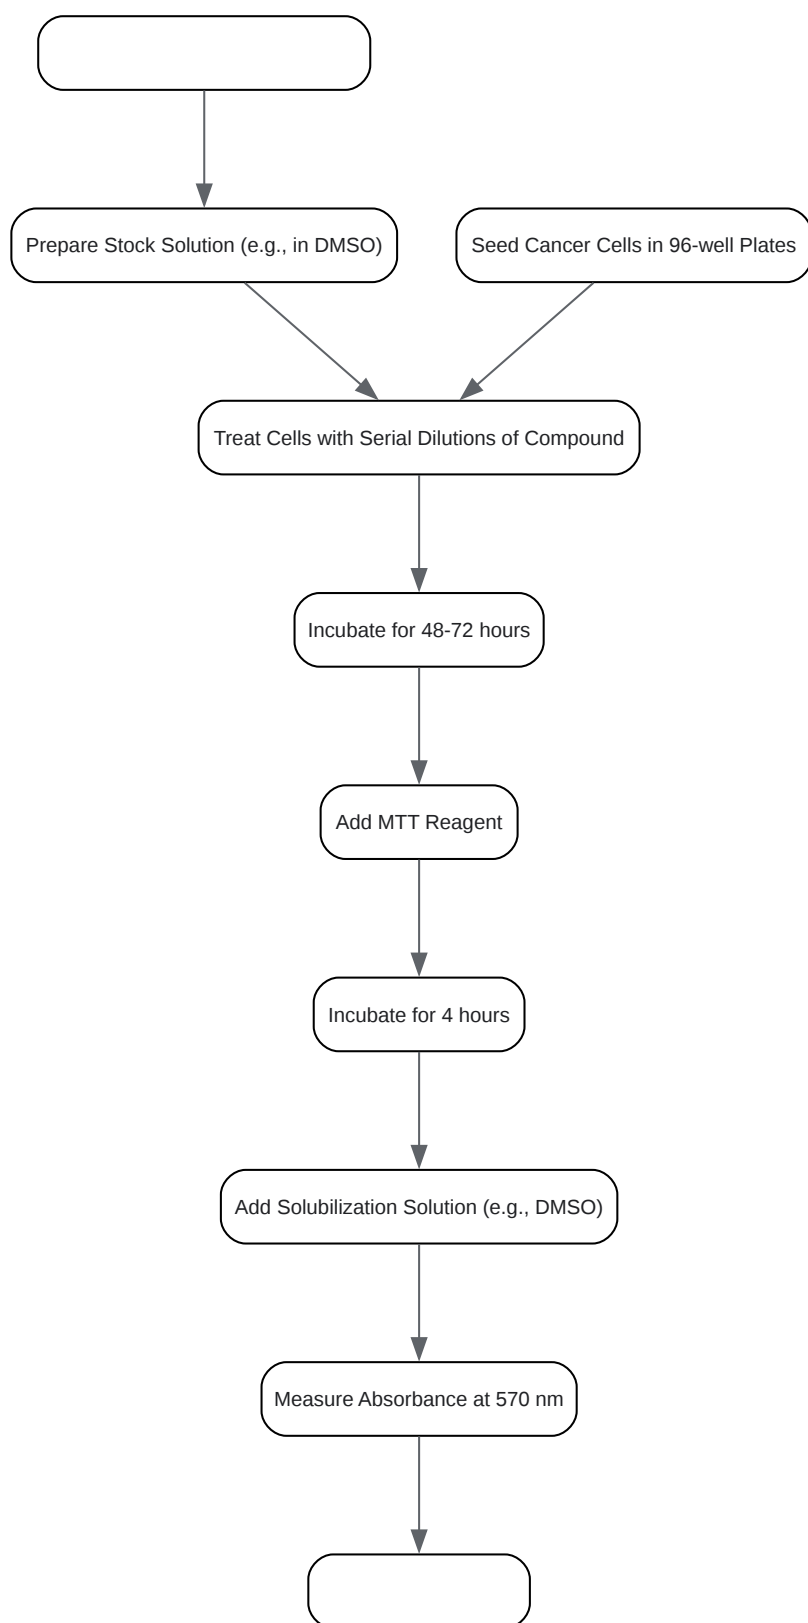 Prepare Stock Solution (e.g., in DMSO)
Seed Cancer Cells in 96-well Plates
Treat Cells with Serial Dilutions of Compound
Incubate for 48-72 hours
Add MTT Reagent
Incubate for 4 hours
Add Solubilization Solution (e.g., DMSO)
Measure Absorbance at 570 nm